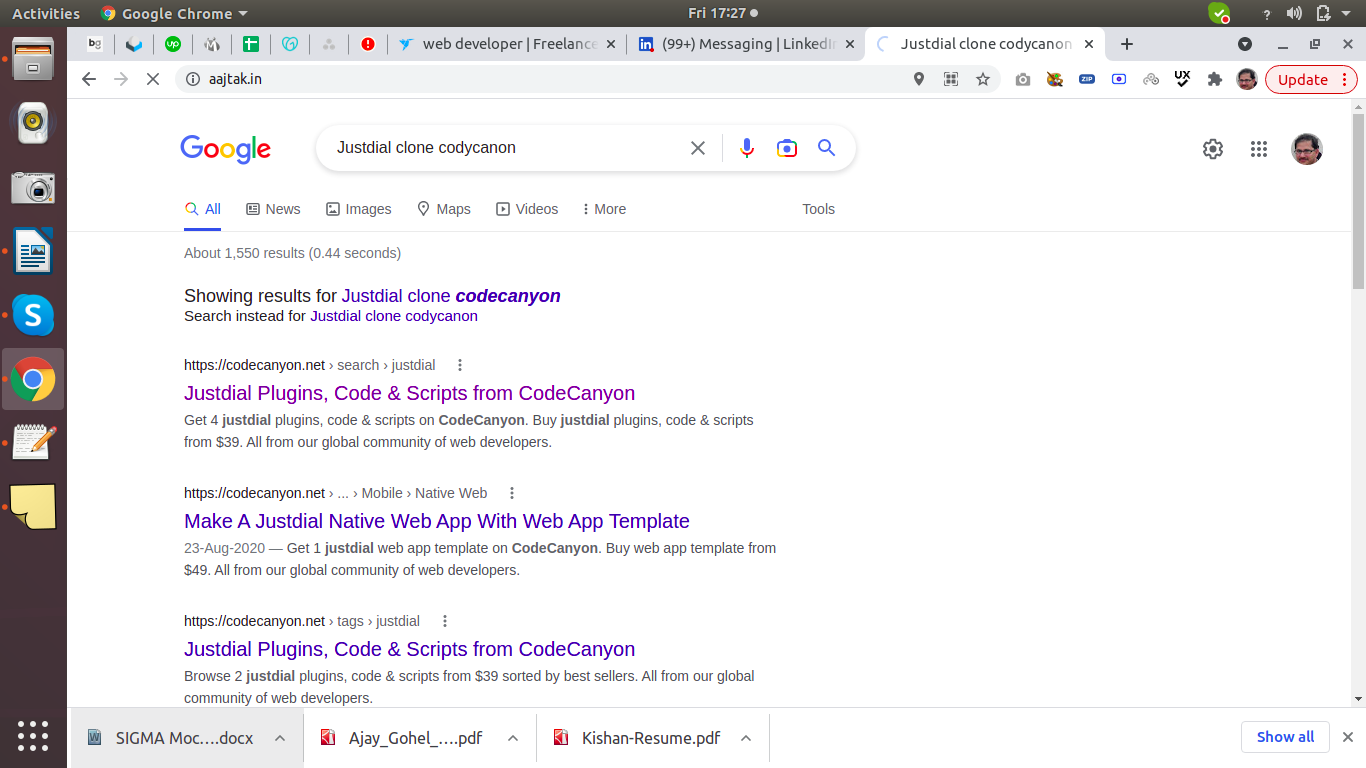 Activities Google Chrome Fri 17:27 ?
bg up web developer | Freelance (99+) Messaging | LinkedIn Justdial clone codycanon
aajtak.in ZIP UX Update
Google Justdial clone codycanon
All News Images Maps Videos More Tools
About 1,550 results (0.44 seconds)
Showing results for Justdial clone codecanyon
Search instead for Justdial clone codycanon
https://codecanyon.net › search › justdial
Justdial Plugins, Code & Scripts from CodeCanyon
Get 4 justdial plugins, code & scripts on CodeCanyon. Buy justdial plugins, code & scripts
from $39. All from our global community of web developers.
https://codecanyon.net › ... › Mobile › Native Web
Make A Justdial Native Web App With Web App Template
23-Aug-2020 — Get 1 justdial web app template on CodeCanyon. Buy web app template from
$49. All from our global community of web developers.
https://codecanyon.net › tags › justdial
Justdial Plugins, Code & Scripts from CodeCanyon
Browse 2 justdial plugins, code & scripts from $39 sorted by best sellers. All from our global
community of web developers.
SIGMA Moc....docx Ajay_Gohel_....pdf Kishan-Resume.pdf Show all